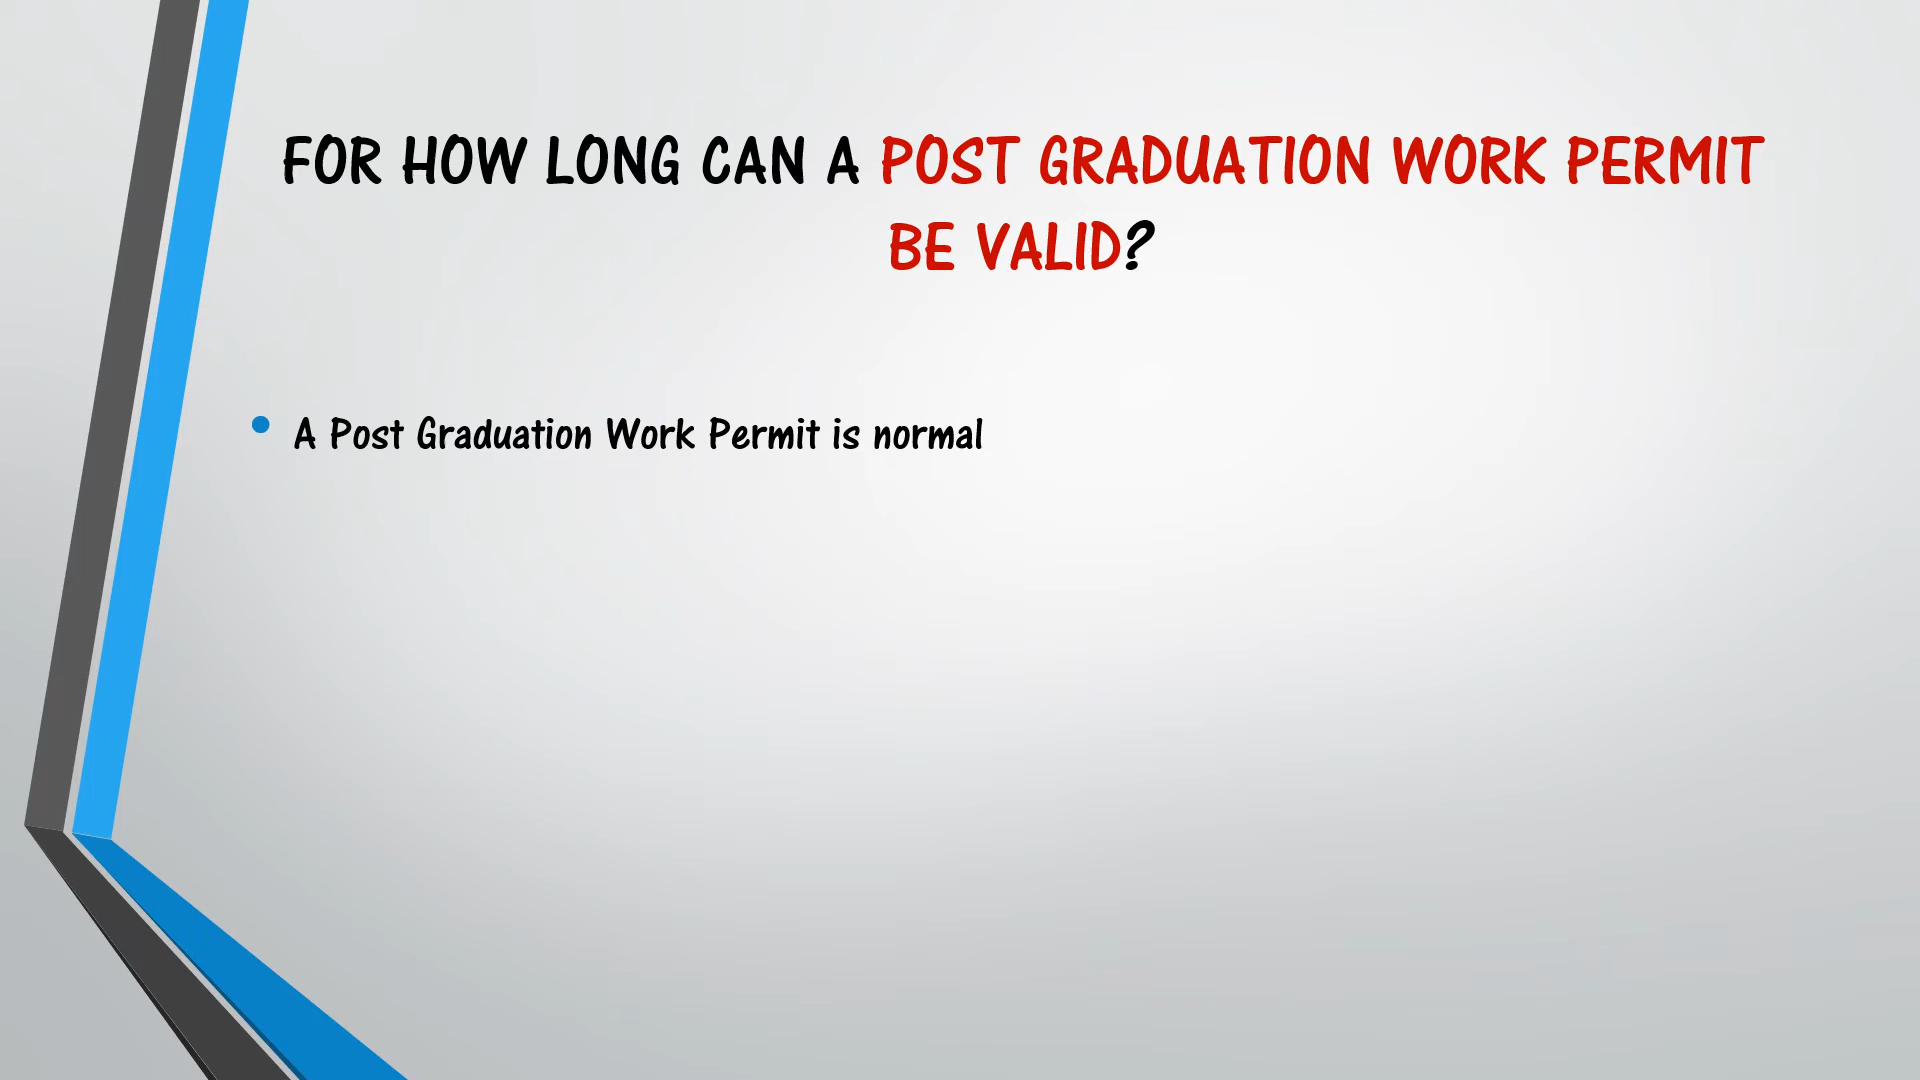 FOR HOW LONG CAN A POST GRADUATION WORK PERMIT
BE VALID?
• A Post Graduation Work Permit is normal